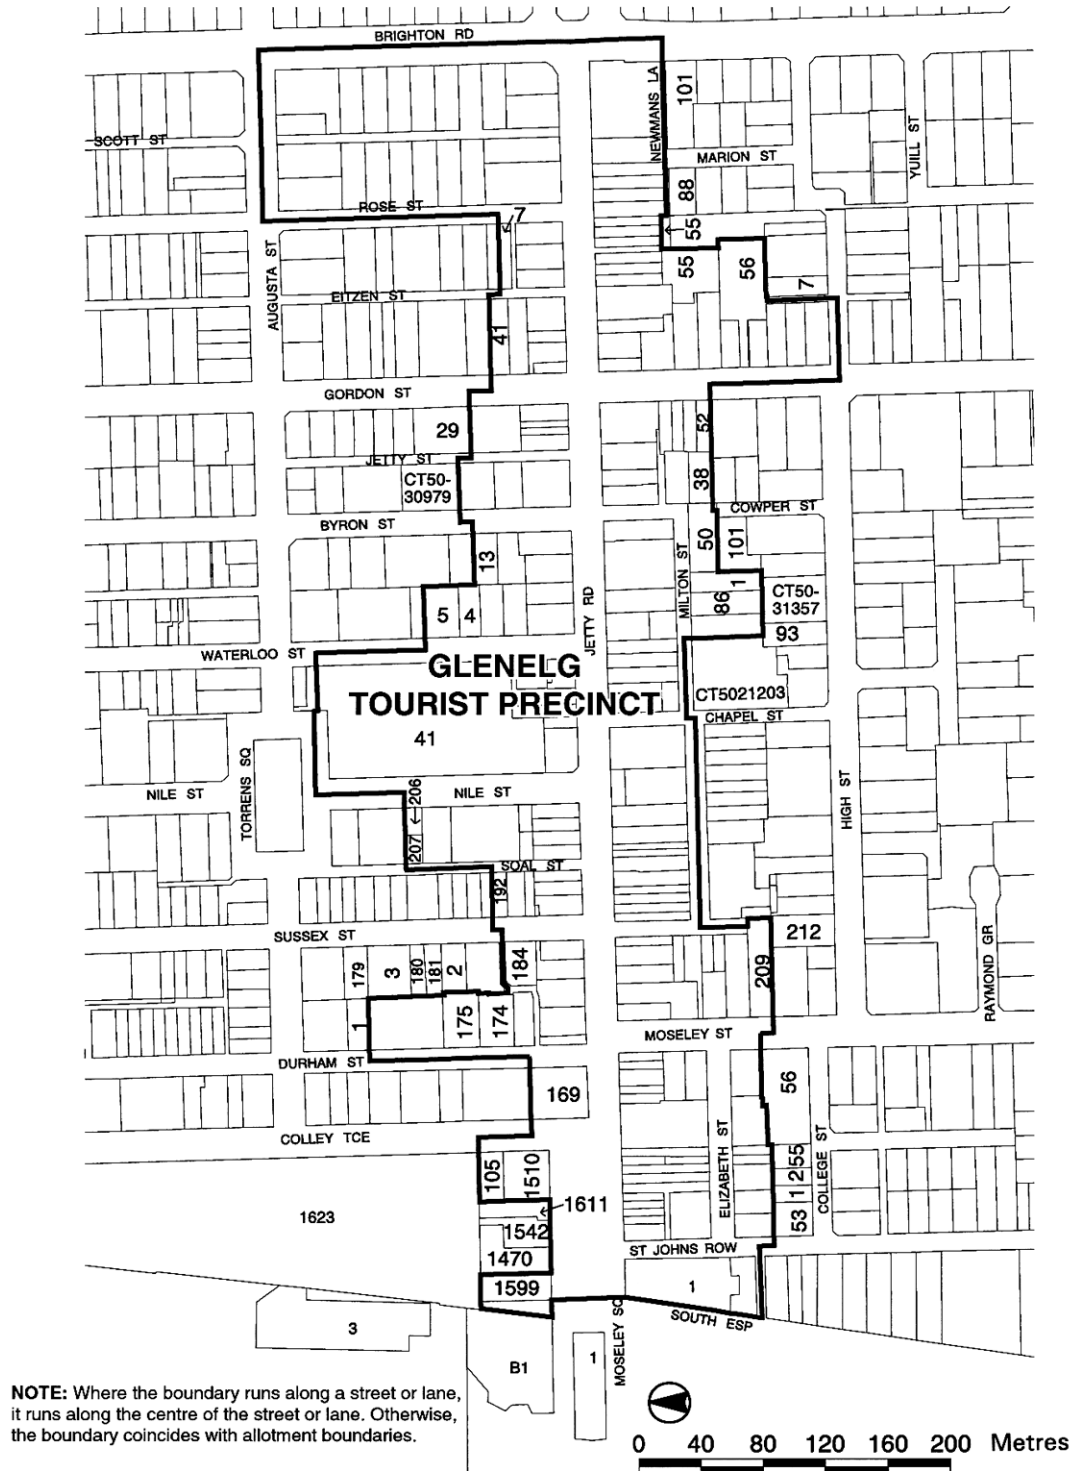 BRIGHTON RD
NEWMANS LA
101
SCOTT ST
MARION ST
YUILL ST
88
ROSE ST
7
55
AUGUSTA ST
55
56
7
EITZEN ST
41
GORDON ST
29
52
JETTY ST
CT50-
30979
38
COWPER ST
BYRON ST
50
101
13
MILTON ST
1
86
CT50-
31357
5
4
JETTY RD
93
WATERLOO ST
GLENELG
TOURIST PRECINCT
CT5021203
CHAPEL ST
41
TORRENS SQ
NILE ST
206
NILE ST
HIGH ST
207
SOAL ST
192
SUSSEX ST
212
179
3
180
181
2
184
209
RAYMOND GR
1
175
174
MOSELEY ST
DURHAM ST
169
56
COLLEY TCE
ELIZABETH ST
COLLEGE ST
105
1510
55
2
1
53
1611
1623
1542
ST JOHNS ROW
1470
1599
1
SOUTH ESP
3
MOSELEY SQ
B1
1
NOTE: Where the boundary runs along a street or lane,
it runs along the centre of the street or lane. Otherwise,
the boundary coincides with allotment boundaries.
0 40 80 120 160 200 Metres